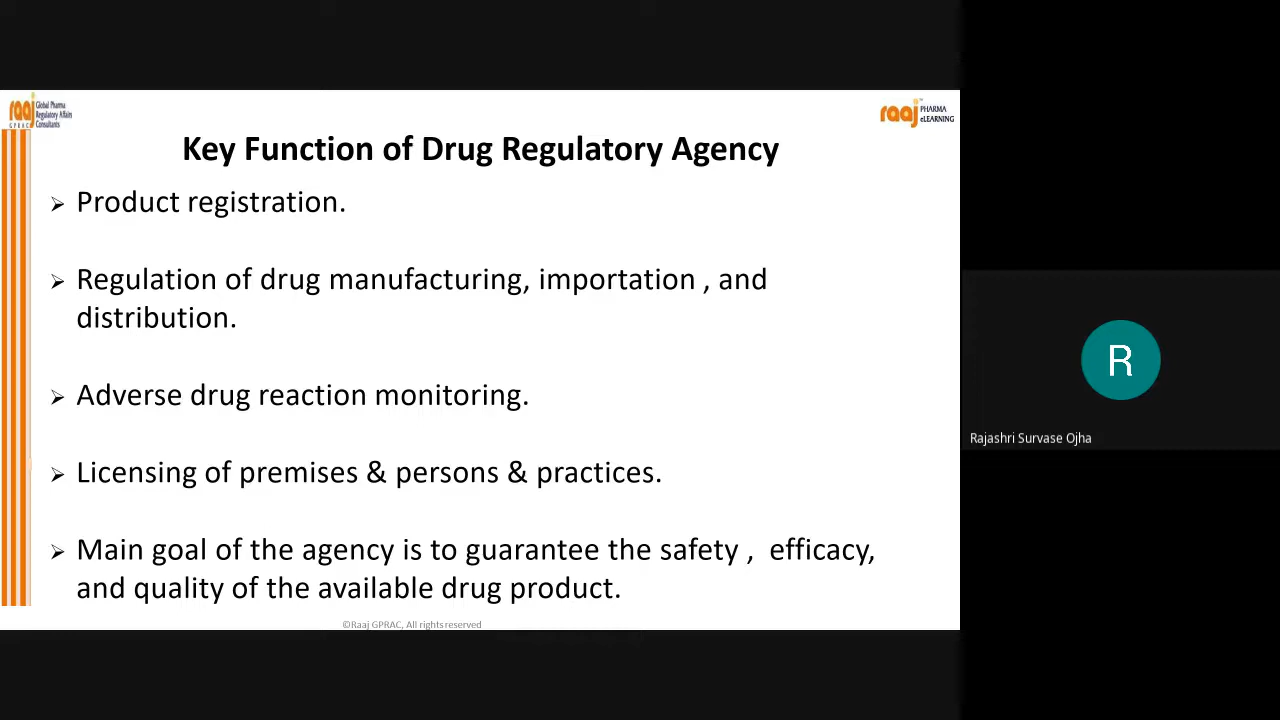 raaj
GPRAC
Global Pharma
Regulatory Affairs
Consultants
raaj PHARMA
eLEARNING
Key Function of Drug Regulatory Agency
Product registration.
Regulation of drug manufacturing, importation , and
distribution.
Adverse drug reaction monitoring.
Licensing of premises & persons & practices.
Main goal of the agency is to guarantee the safety , efficacy,
and quality of the available drug product.
©Raaj GPRAC, All rights reserved
R
Rajashri Survase Ojha